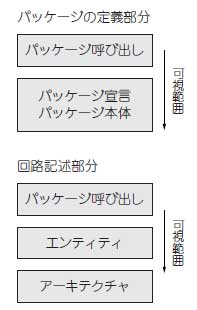 パッケージの定義部分
パッケージ呼び出し
パッケージ宣言
パッケージ本体
可視範囲
回路記述部分
パッケージ呼び出し
エンティティ
アーキテクチャ
可視範囲